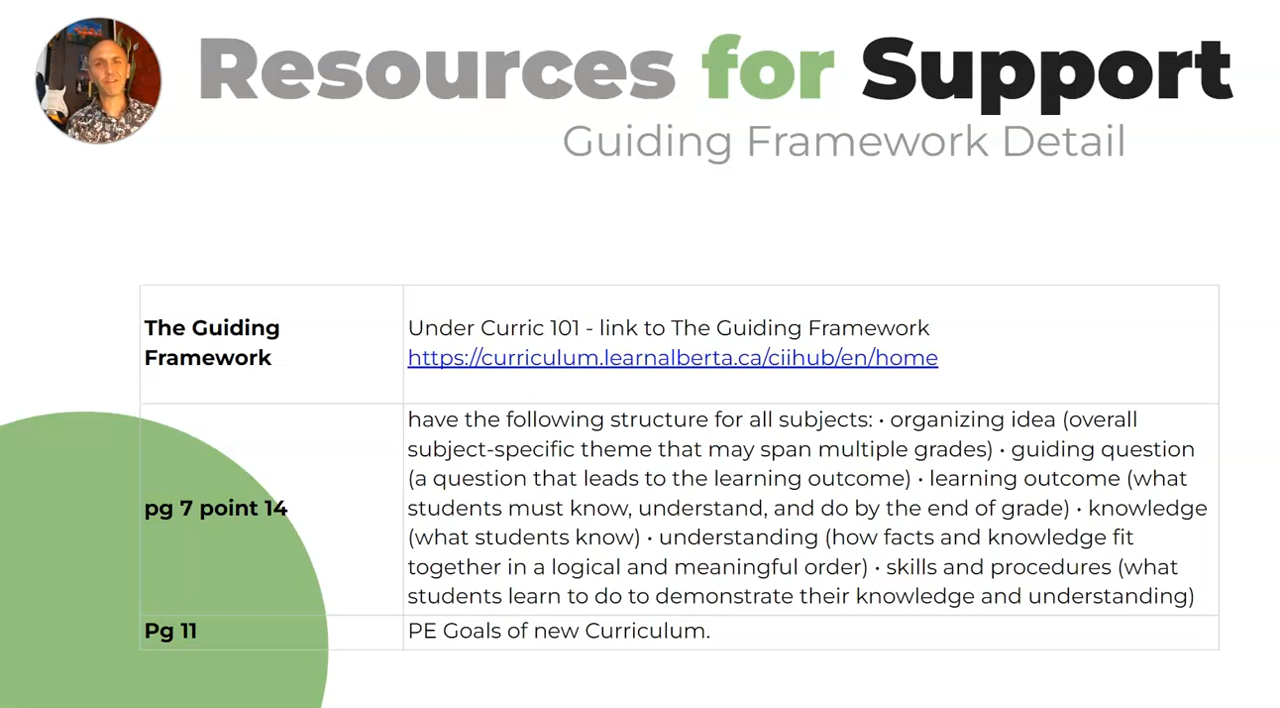 Resources for Support
Guiding Framework Detail
The Guiding
Framework
Under Curric 101 - link to The Guiding Framework
https://curriculum.learnalberta.ca/ciihub/en/home
pg 7 point 14
have the following structure for all subjects: • organizing idea (overall
subject-specific theme that may span multiple grades) • guiding question
(a question that leads to the learning outcome) • learning outcome (what
students must know, understand, and do by the end of grade) • knowledge
(what students know) • understanding (how facts and knowledge fit
together in a logical and meaningful order) • skills and procedures (what
students learn to do to demonstrate their knowledge and understanding)
Pg 11
PE Goals of new Curriculum.